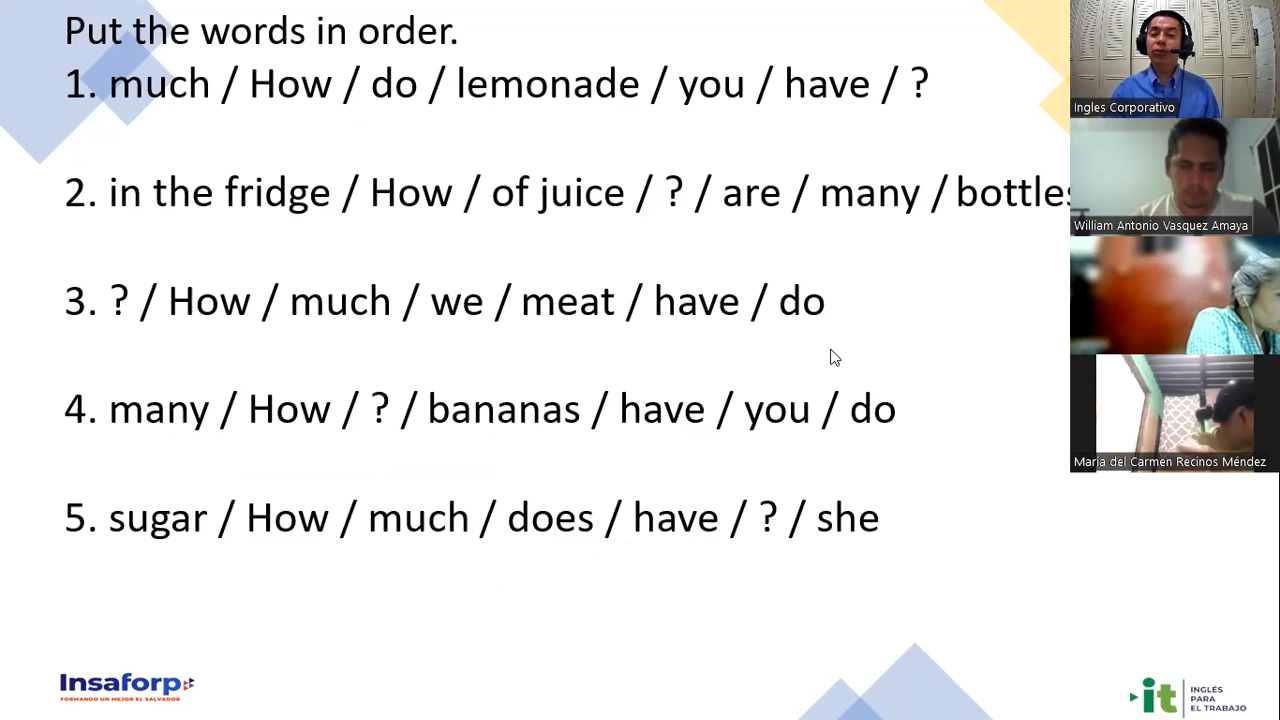 Put the words in order.
1. much / How / do / lemonade / you / have / ?
2. in the fridge / How / of juice / ? / are / many / bottles
3. ? / How / much / we / meat / have / do
4. many / How / ? / bananas / have / you / do
5. sugar / How / much / does / have / ? / she
Ingles Corporativo
William Antonio Vasquez Amaya
Maria del Carmen Recinos Méndez
Insaforp
FORMANDO UN MEJOR EL SALVADOR
it
INGLÉS
PARA
EL TRABAJO